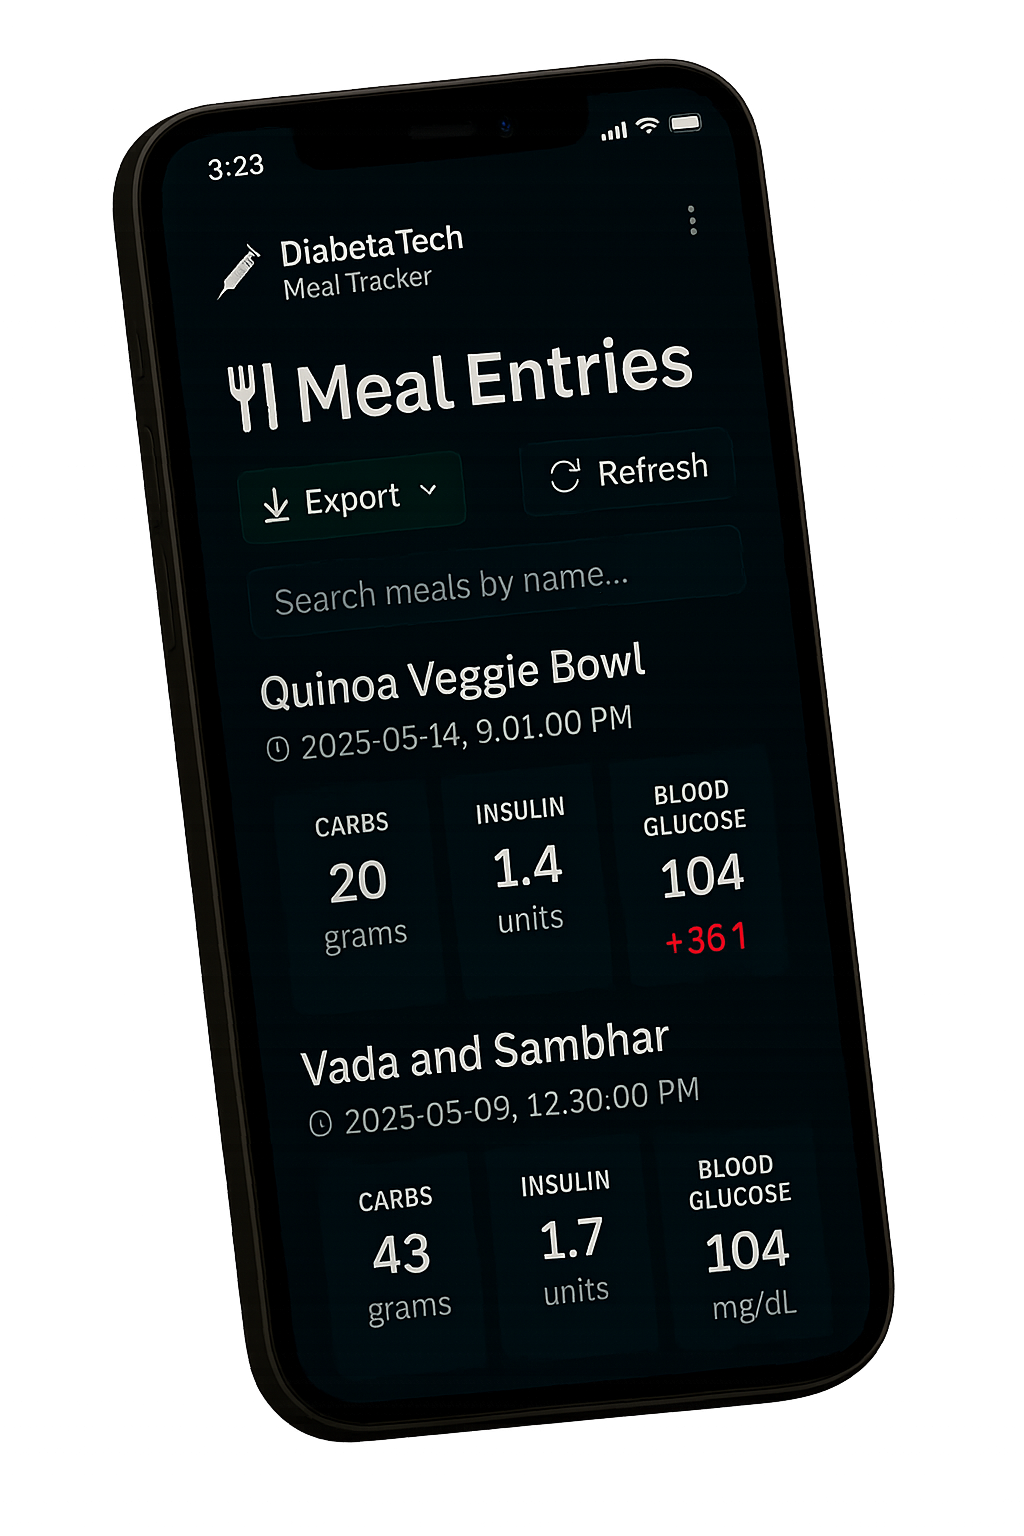 3:23
DiabetaTech
Meal Tracker
Meal Entries
Export
Refresh
Search meals by name...
Quinoa Veggie Bowl
2025-05-14, 9.01.00 PM
CARBS
20
grams
INSULIN
1.4
units
BLOOD
GLUCOSE
104
+361
Vada and Sambhar
2025-05-09, 12.30:00 PM
CARBS
43
grams
INSULIN
1.7
units
BLOOD
GLUCOSE
104
mg/dL